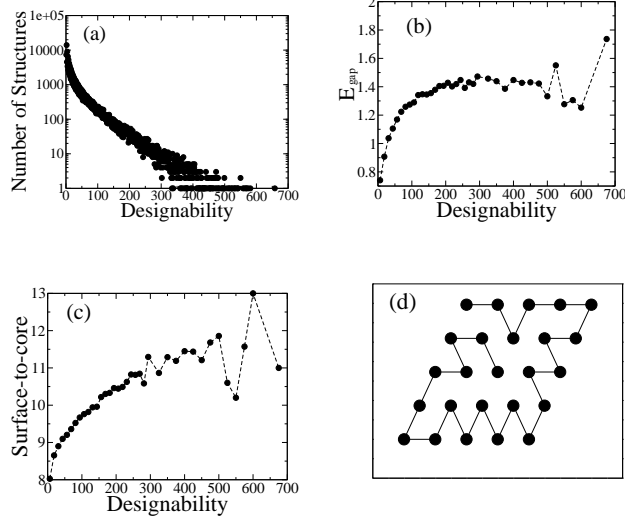 1e+05
10000
1000
100
10
1
Number of Structures
(a)
0 100 200 300 400 500 600 700
Designability
2
1.8
1.6
1.4
1.2
1
0.8
E_gap
(b)
0 100 200 300 400 500 600 700
Designability
13
12
11
10
9
8
Surface-to-core
(c)
0 100 200 300 400 500 600 700
Designability
(d)